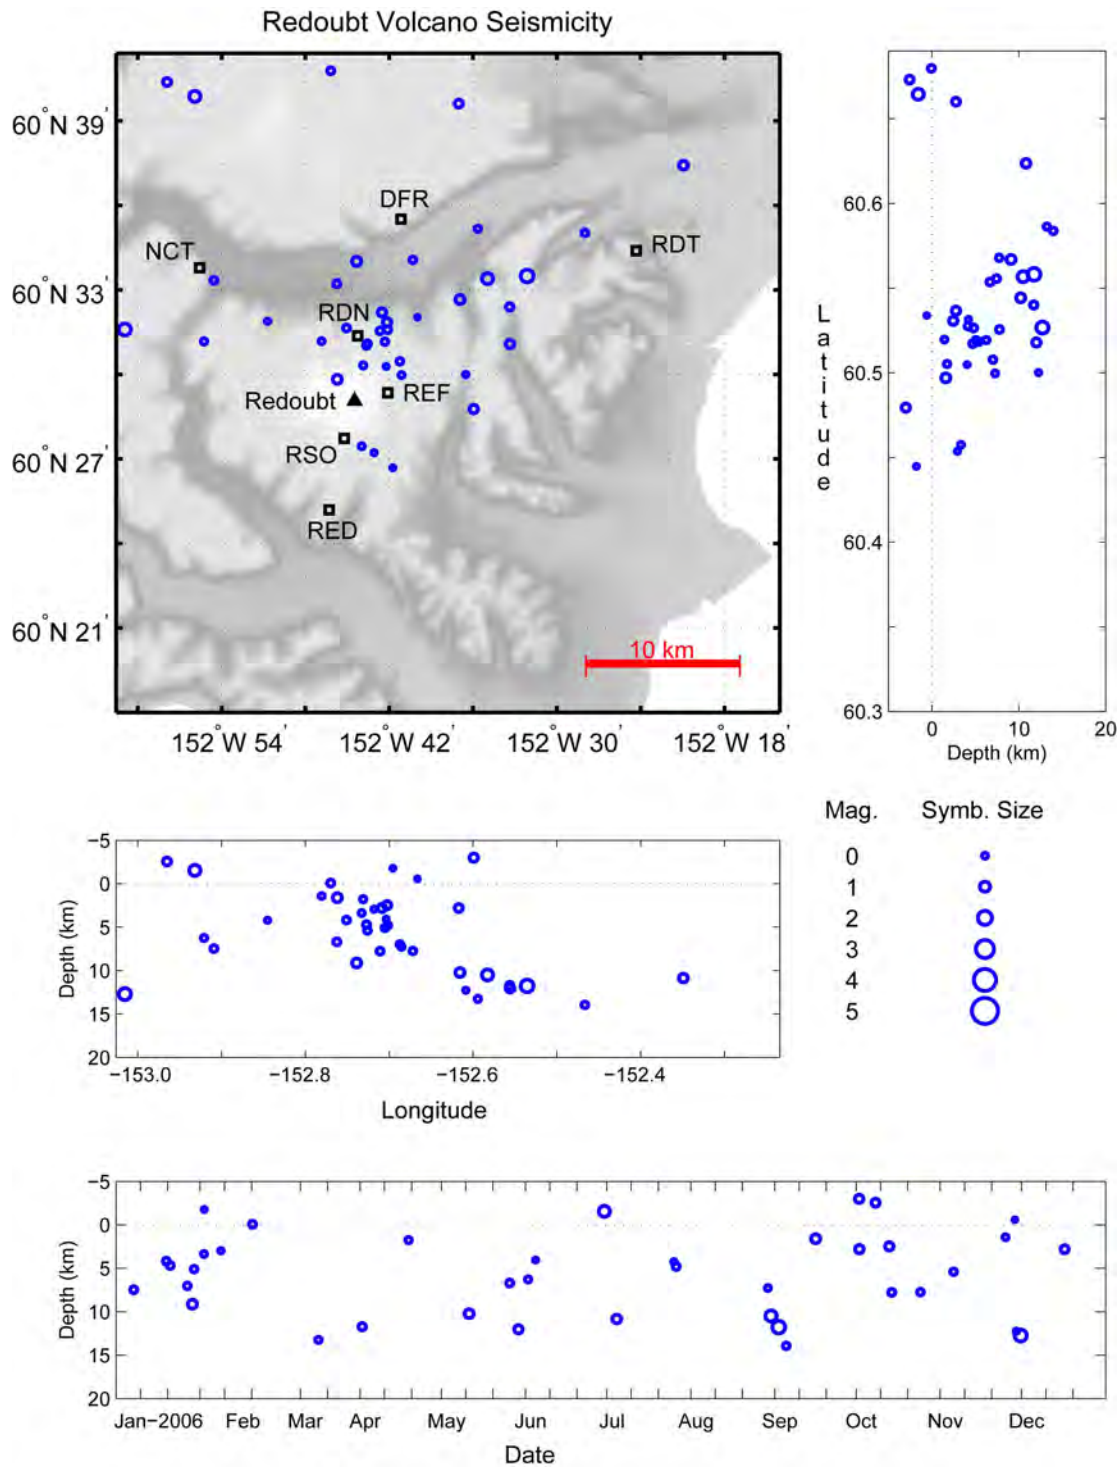 Redoubt Volcano Seismicity
60°N 39'
60°N 33'
60°N 27'
60°N 21'
DFR
NCT
RDT
RDN
REF
Redoubt
RSO
RED
10 km
152°W 54'
152°W 42'
152°W 30'
152°W 18'
Latitude
60.6
60.5
60.4
60.3
0
10
20
Depth (km)
Mag.
Symb. Size
0
1
2
3
4
5
Depth (km)
−5
0
5
10
15
20
−153.0
−152.8
−152.6
−152.4
Longitude
Depth (km)
−5
0
5
10
15
20
Jan−2006
Feb
Mar
Apr
May
Jun
Jul
Aug
Sep
Oct
Nov
Dec
Date